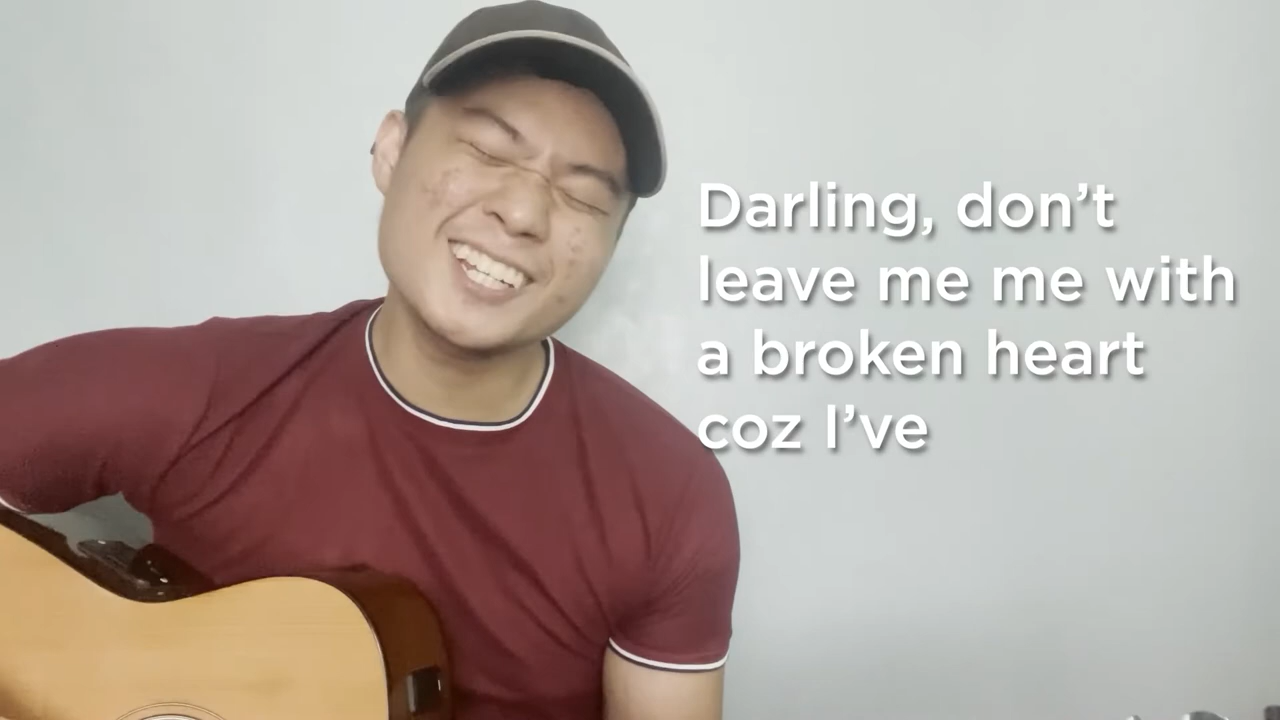 Darling, don’t
leave me me with
a broken heart
coz I’ve